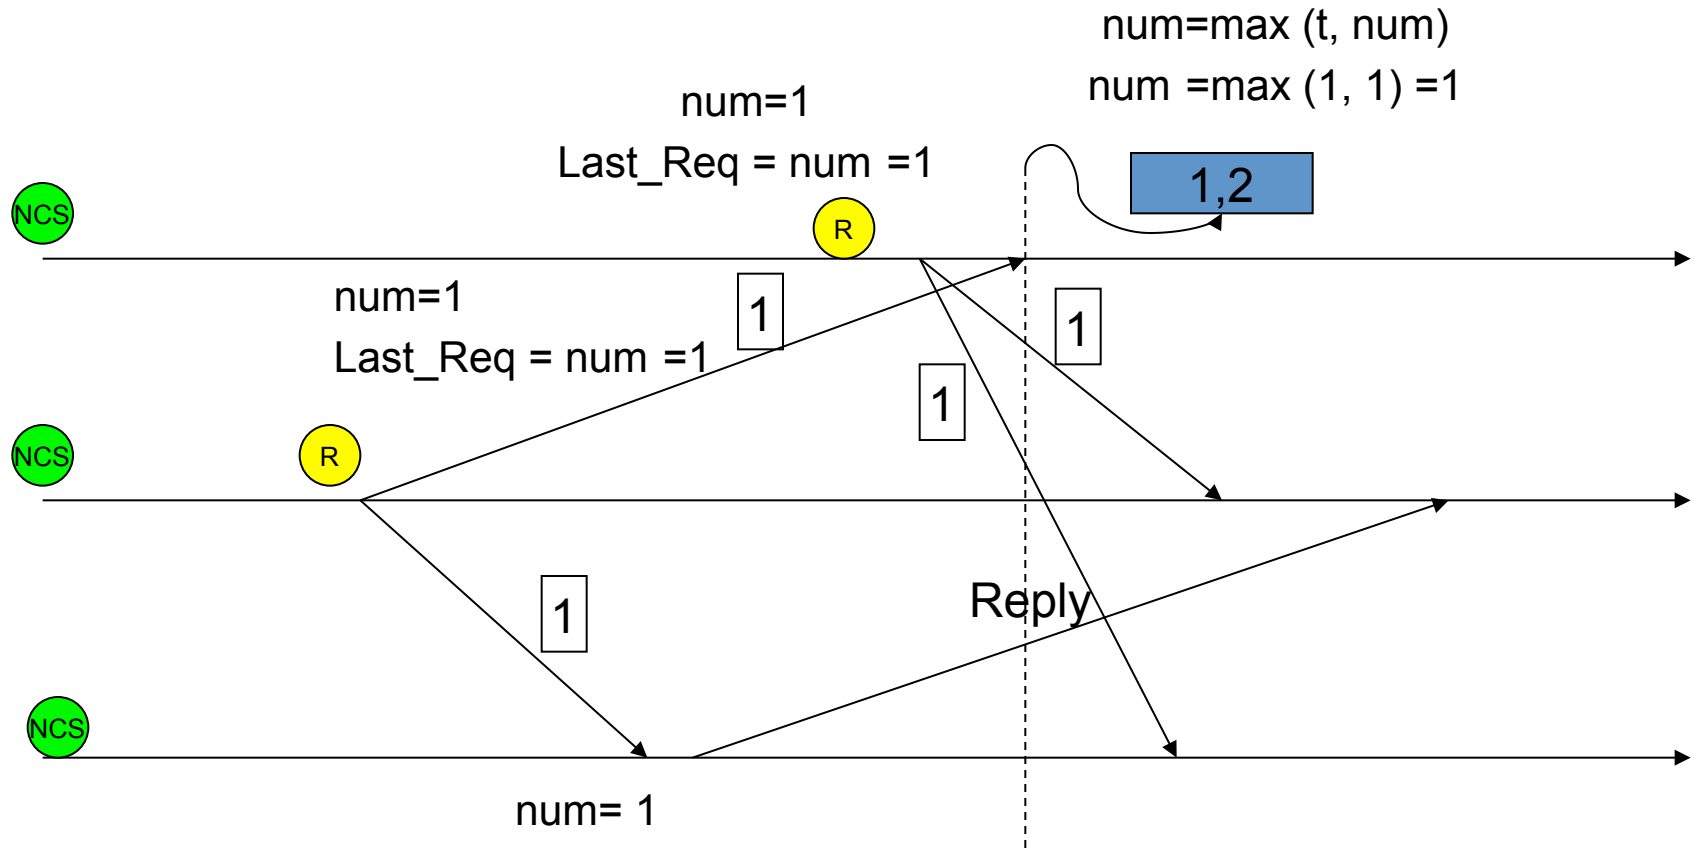 num=max (t, num)
num =max (1, 1) =1
num=1
Last_Req = num =1
1,2
NCS
R
num=1
Last_Req = num =1
1
1
1
NCS
R
Reply
1
NCS
num= 1